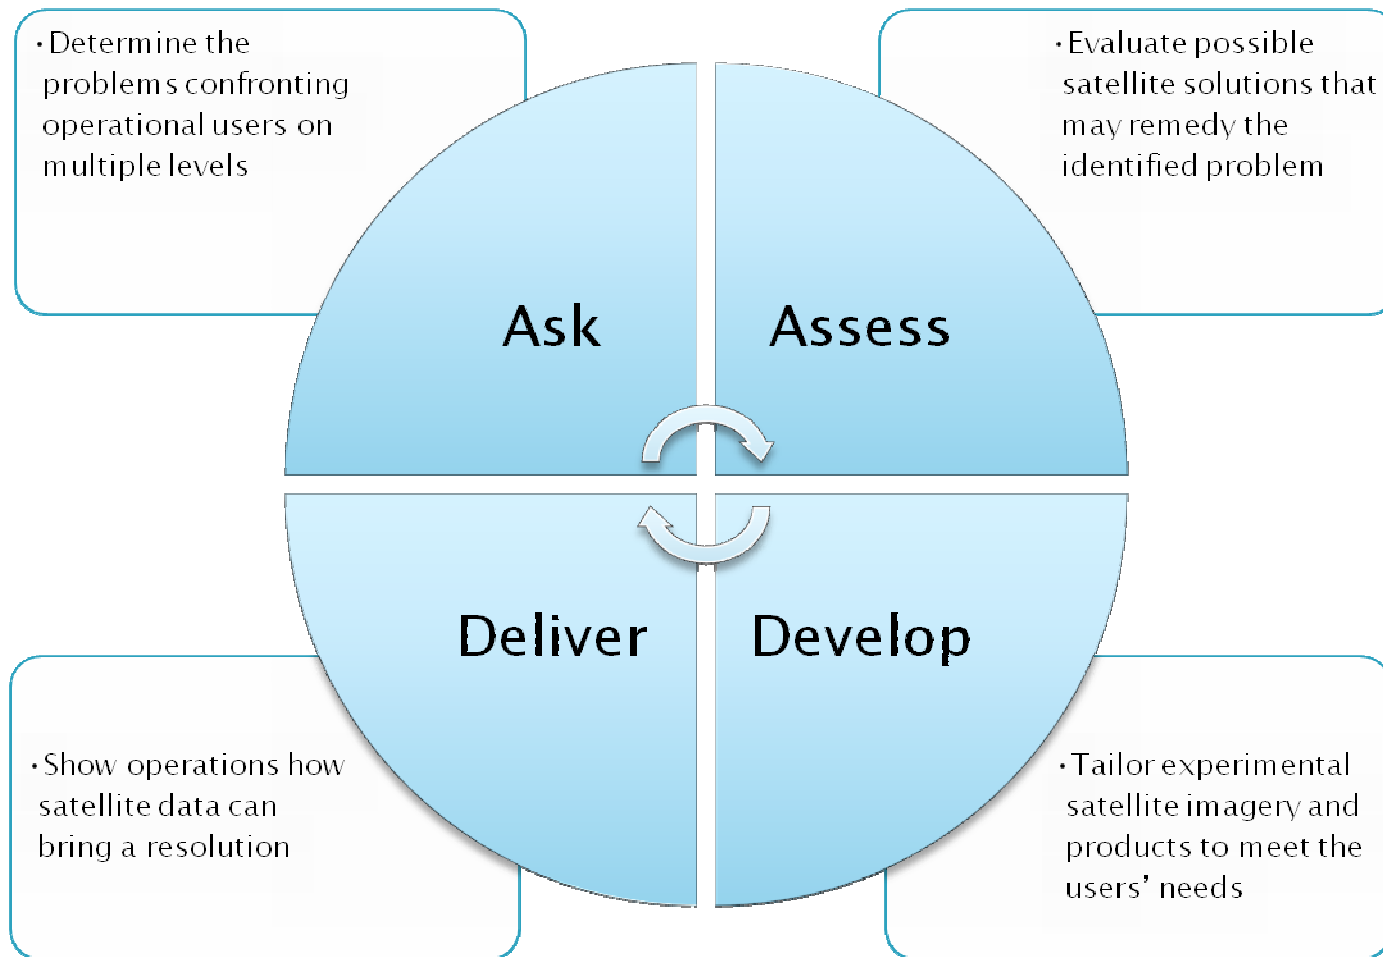 ·Determine the
problems confronting
operational users on
multiple levels
·Evaluate possible
satellite solutions that
may remedy the
identified problem
Ask
Assess
Deliver
Develop
·Show operations how
satellite data can
bring a resolution
·Tailor experimental
satellite imagery and
products to meet the
users’ needs